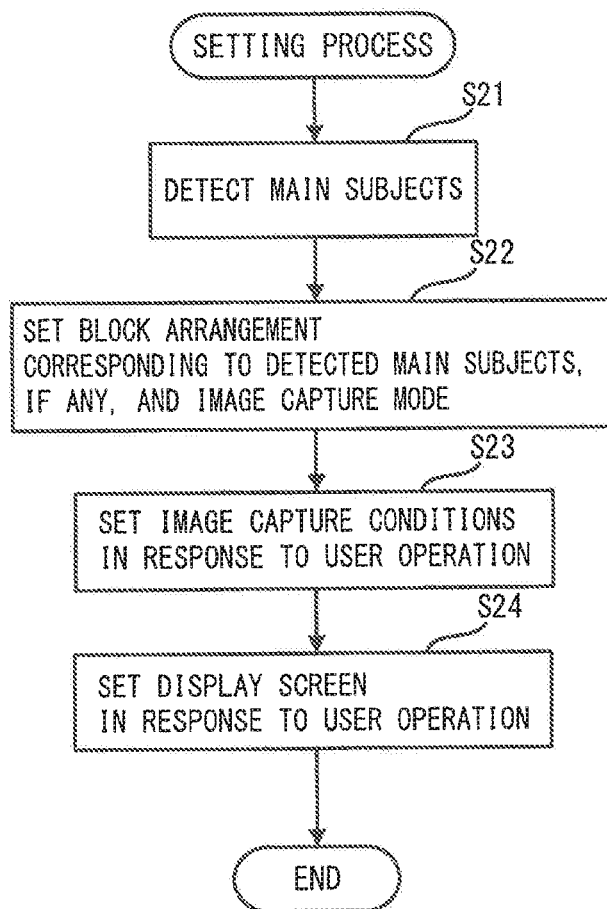 SETTING PROCESS
S21
DETECT MAIN SUBJECTS
S22
SET BLOCK ARRANGEMENT
CORRESPONDING TO DETECTED MAIN SUBJECTS,
IF ANY, AND IMAGE CAPTURE MODE
S23
SET IMAGE CAPTURE CONDITIONS
IN RESPONSE TO USER OPERATION
S24
SET DISPLAY SCREEN
IN RESPONSE TO USER OPERATION
END